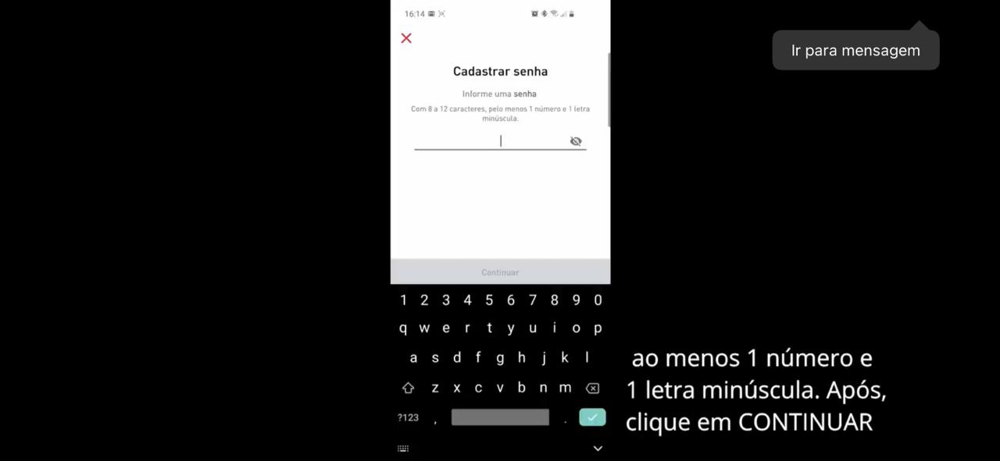 16:14
Ir para mensagem
Cadastrar senha
Informe uma senha
Com 8 a 12 caracteres, pelo menos 1 número e 1 letra
minúscula.
Continuar
1 2 3 4 5 6 7 8 9 0
q w e r t y u i o p
a s d f g h j k l
z x c v b n m
?123 , .
ao menos 1 número e
1 letra minúscula. Após,
clique em CONTINUAR